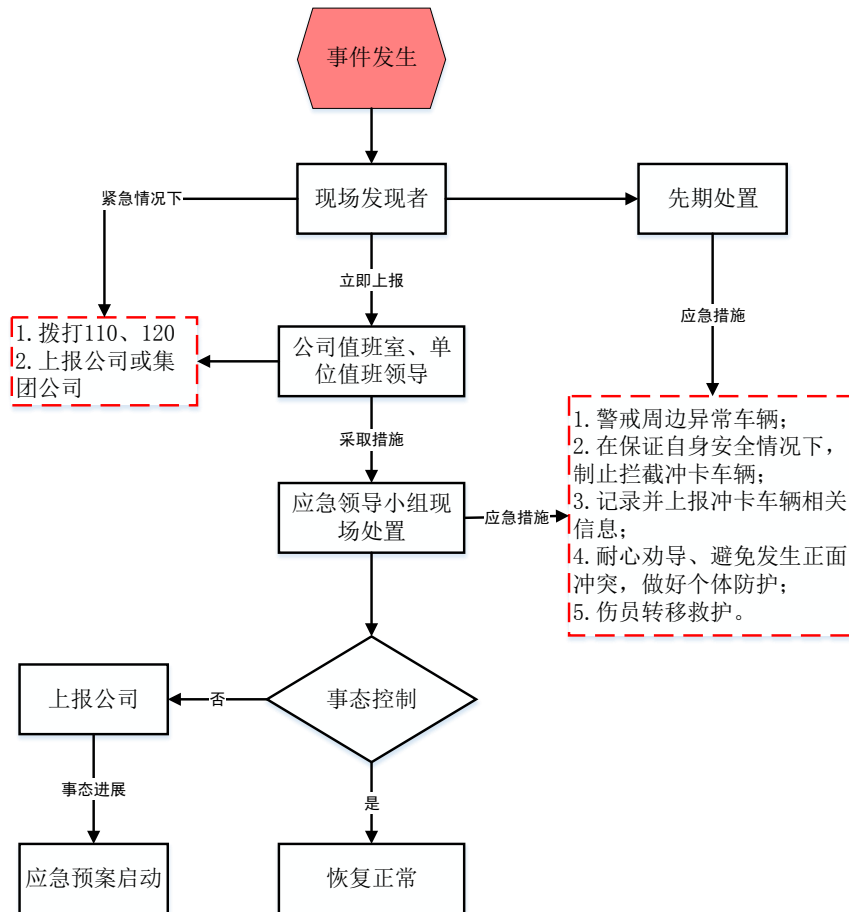 事件发生
紧急情况下
现场发现者
先期处置
立即上报
应急措施
1.拨打110、120
2.上报公司或集
团公司
公司值班室、单
位值班领导
采取措施
1.警戒周边异常车辆；
2.在保证自身安全情况下，
制止拦截冲卡车辆；
3.记录并上报冲卡车辆相关
信息；
4.耐心劝导、避免发生正面
冲突，做好个体防护；
5.伤员转移救护。
应急领导小组现
场处置
应急措施
上报公司
否
事态控制
事态进展
是
应急预案启动
恢复正常